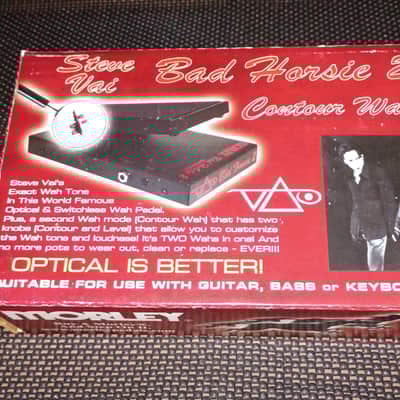 Steve Vai Bad Horsie 2
Contour Wa
Steve Vai's
Exact Wah Tone
In This World Famous
Optical & Switchless Wah Pedal.
Plus, a second Wah mode (Contour Wah) that has two
knobs (Contour and Level) that allow you to customize
the Wah tone and loudness! It's TWO Wahs in one! And
no more pots to wear out, clean or replace - EVER!!!
VAI
OPTICAL IS BETTER!
SUITABLE FOR USE WITH GUITAR, BASS or KEYBO
MORLEY